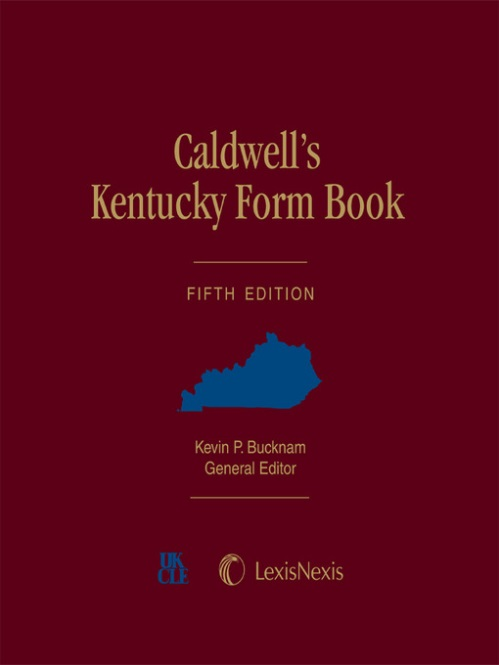 Caldwell's
Kentucky Form Book
FIFTH EDITION
Kevin P. Bucknam
General Editor
UK
CLE
LexisNexis